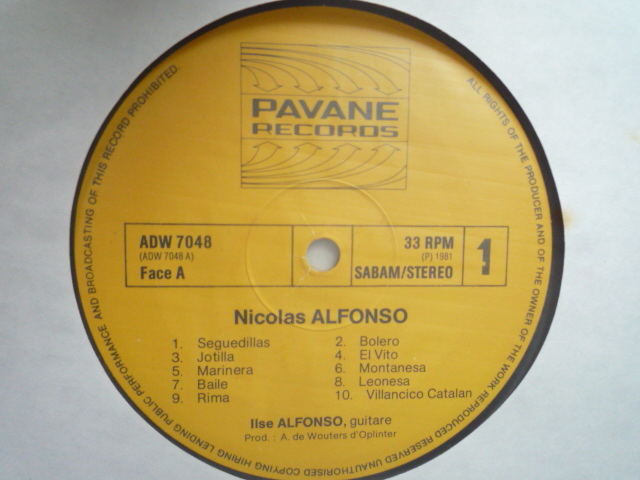 PAVANE
RECORDS
ADW 7048
(ADW 7048 A)
Face A
33 RPM
(P) 1981
SABAM/STEREO
1
Nicolas ALFONSO
1. Seguedillas
2. Bolero
3. Jotilla
4. El Vito
5. Marinera
6. Montanesa
7. Baile
8. Leonesa
9. Rima
10. Villancico Catalan
Ilse ALFONSO, guitare
Prod. : A. de Wouters d'Oplinter
ALL RIGHTS OF THE PRODUCER AND OF THE OWNER OF THE WORK REPRODUCED RESERVED UNAUTHORISED COPYING HIRING LENDING PUBLIC PERFORMANCE AND BROADCASTING OF THIS RECORD PROHIBITED.